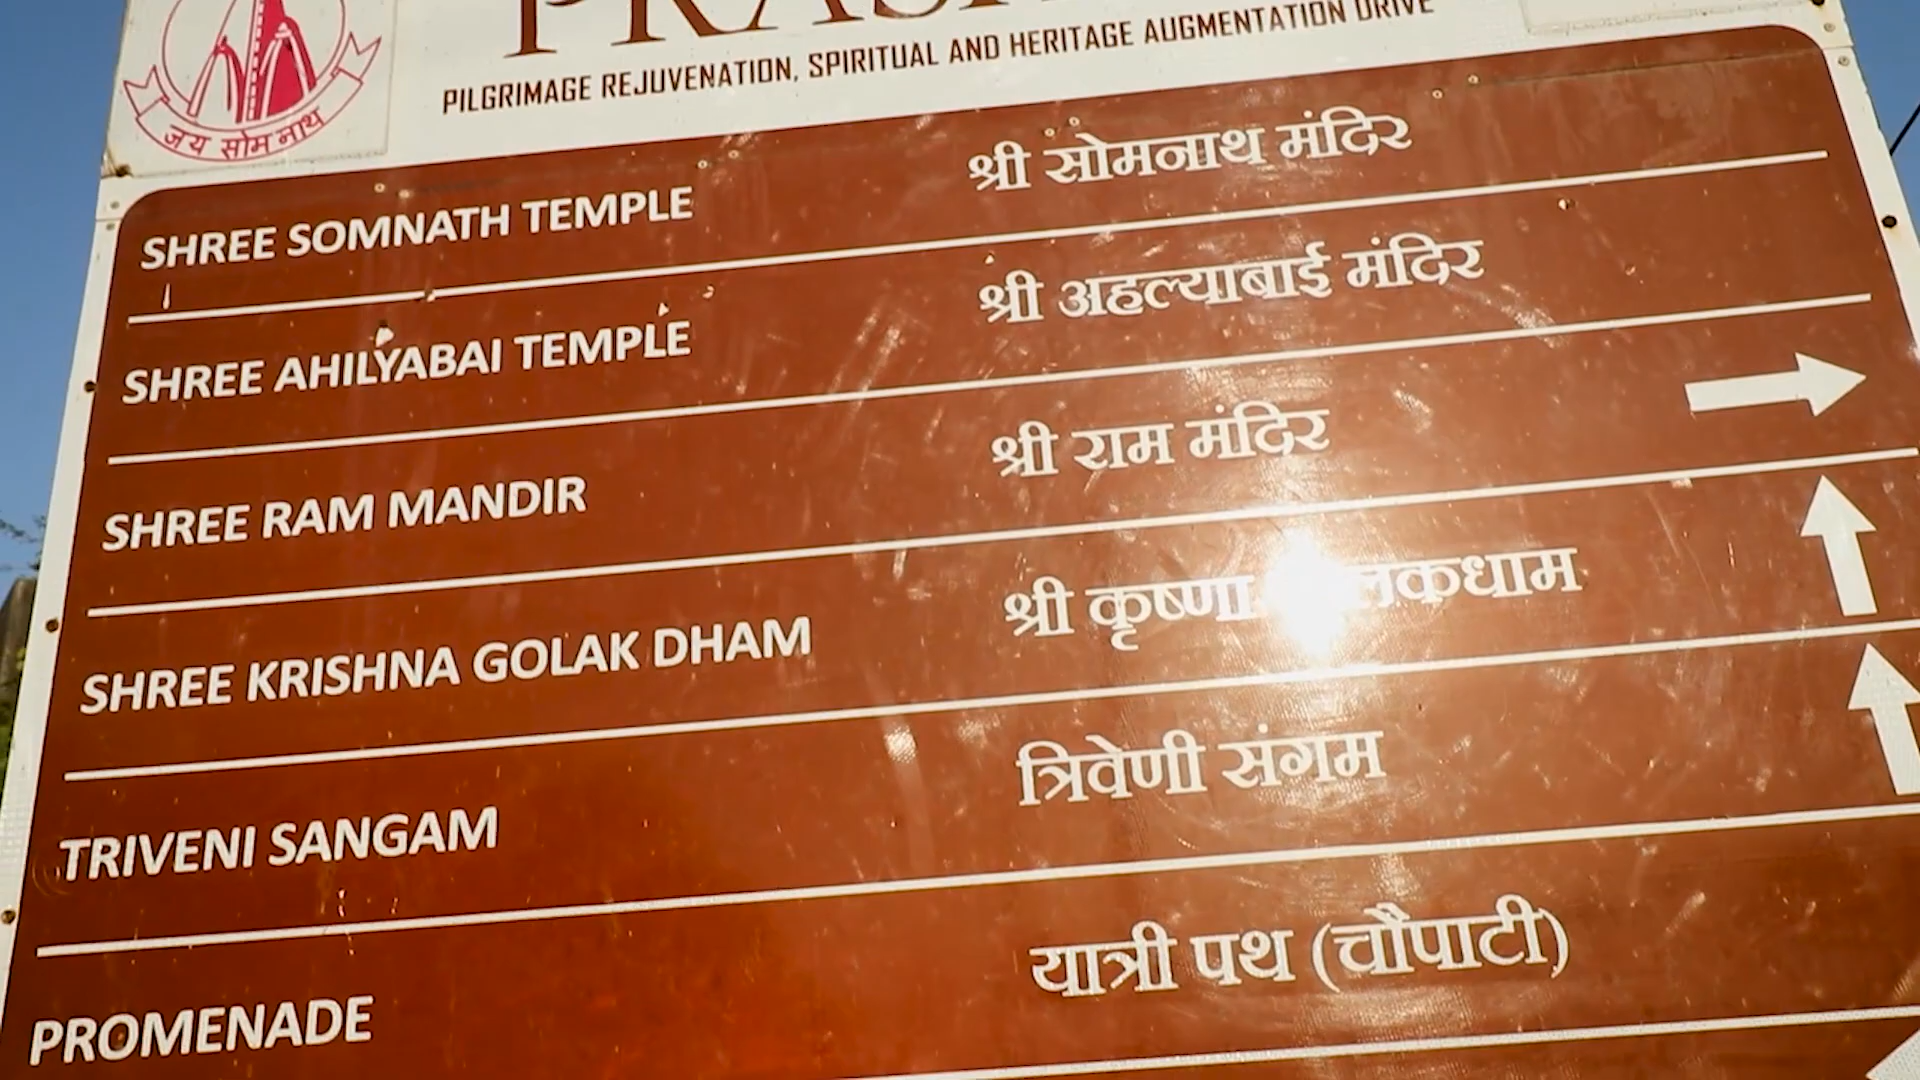 जय सोमनाथ
PILGRIMAGE REJUVENATION, SPIRITUAL AND HERITAGE AUGMENTATION DRIVE
SHREE SOMNATH TEMPLE श्री सोमनाथ मंदिर
SHREE AHILYABAI TEMPLE श्री अहल्याबाई मंदिर
SHREE RAM MANDIR श्री राम मंदिर
SHREE KRISHNA GOLAK DHAM श्री कृष्णा
TRIVENI SANGAM त्रिवेणी संगम
PROMENADE यात्री पथ (चौपाटी)